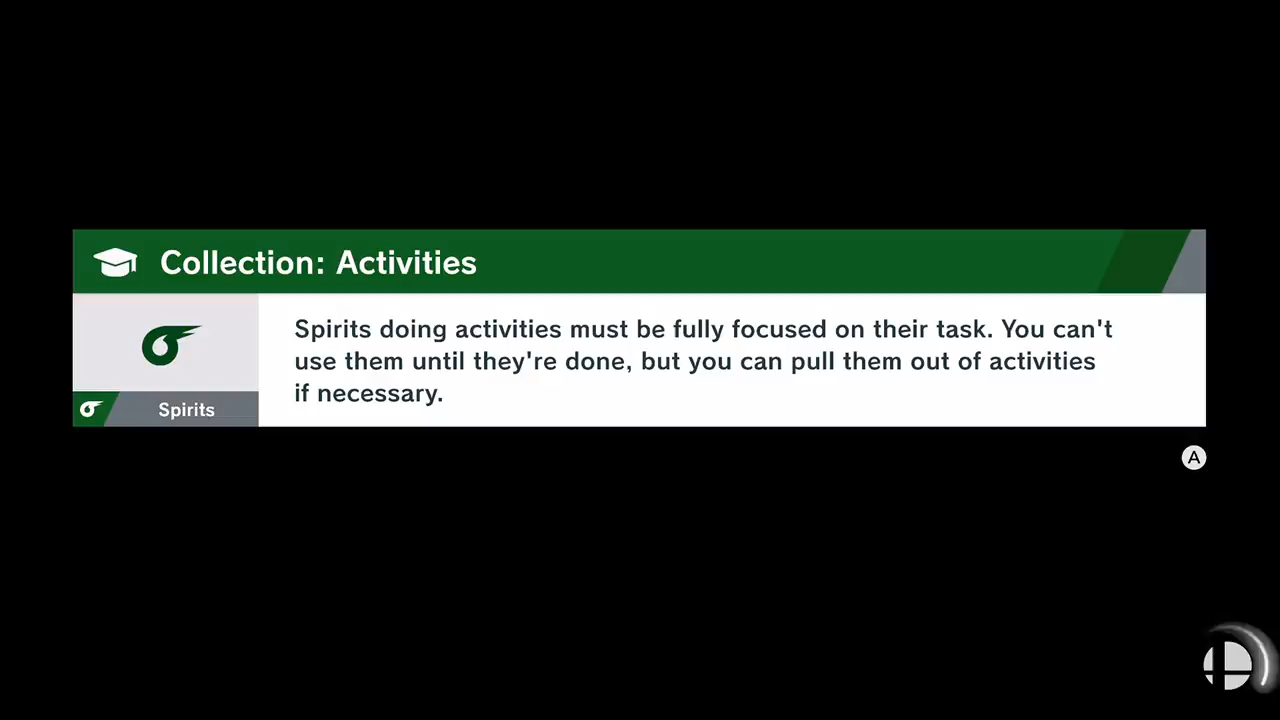 Collection: Activities
Spirits doing activities must be fully focused on their task. You can't
use them until they're done, but you can pull them out of activities
if necessary.
Spirits
A